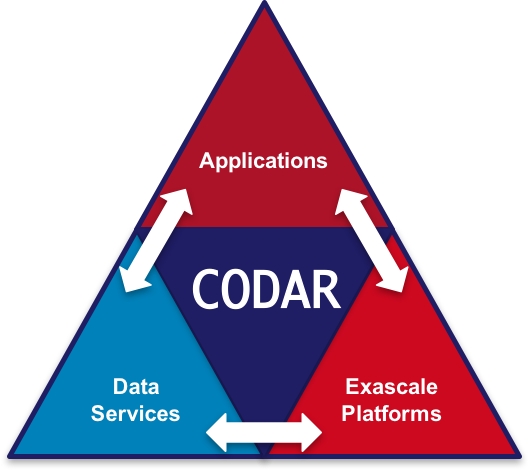 Applications
CODAR
Data
Services
Exascale
Platforms